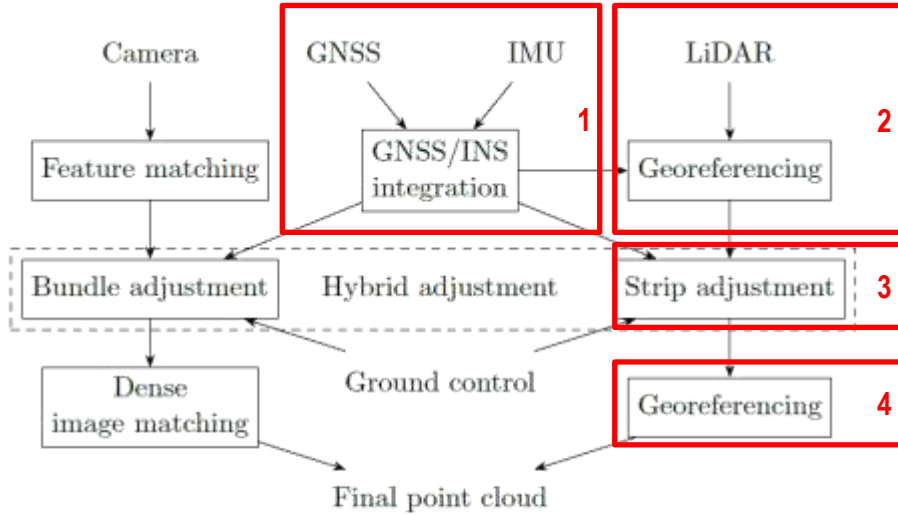 Camera
GNSS
IMU
LiDAR
1
2
Feature matching
GNSS/INS
integration
Georeferencing
Bundle adjustment
Hybrid adjustment
Strip adjustment
3
Ground control
Dense
image matching
Georeferencing
4
Final point cloud